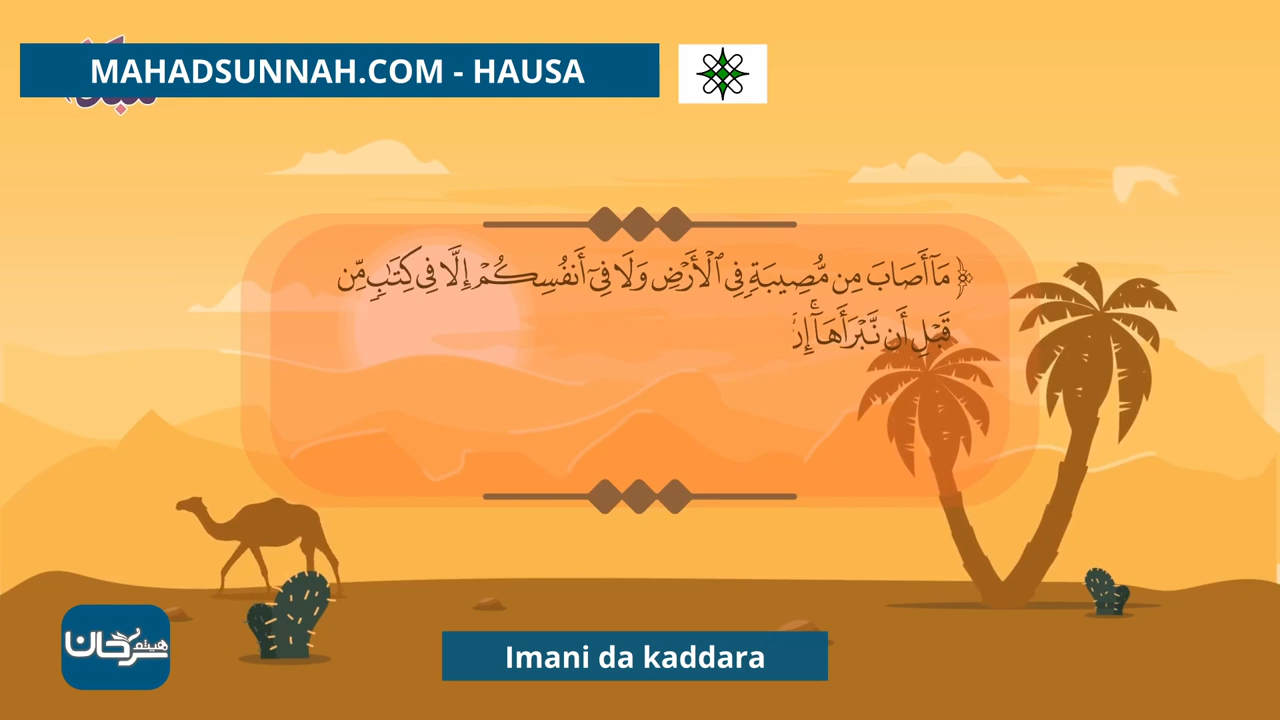 MAHADSUNNAH.COM - HAUSA
﴿ مَآ أَصَابَ مِن مُّصِيبَةٍ فِي ٱلْأَرْضِ وَلَا فِيٓ أَنفُسِكُمْ إِلَّا فِي كِتَٰبٍ مِّن
قَبْلِ أَن نَّبْرَأَهَآ ۚ إِ
Imani da kaddara